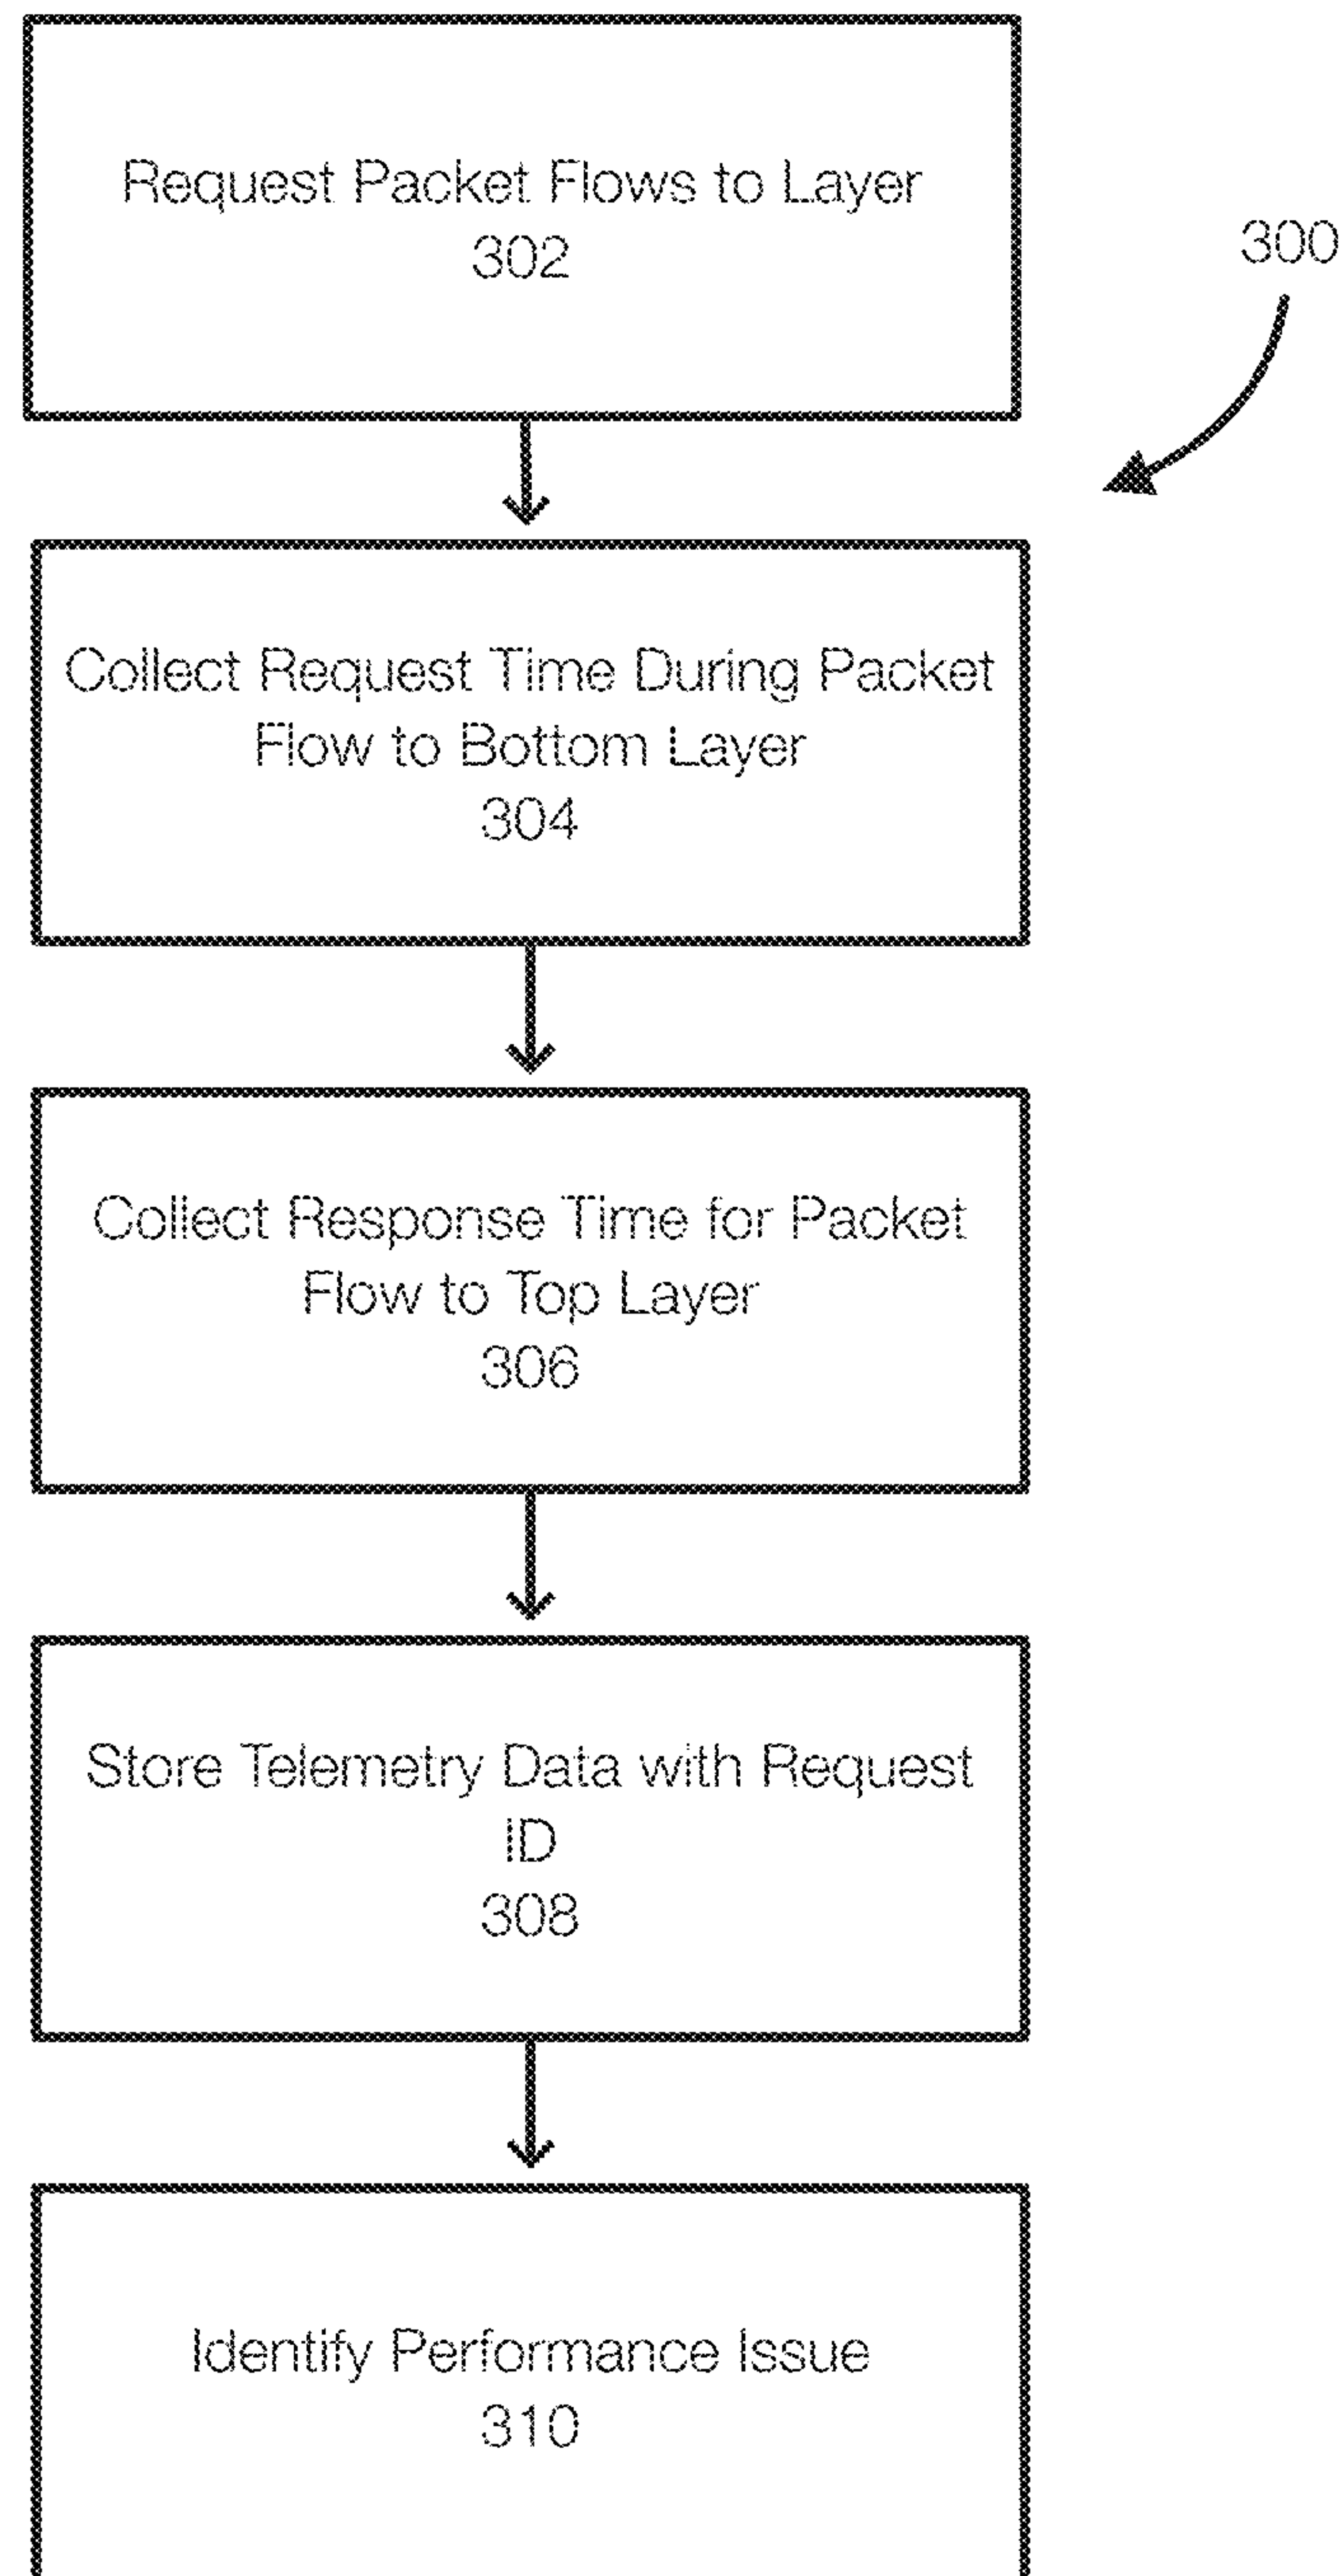 Request Packet Flows to Layer
302
300
Collect Request Time During Packet
Flow to Bottom Layer
304
Collect Response Time for Packet
Flow to Top Layer
306
Store Telemetry Data with Request
ID
308
Identify Performance Issue
310